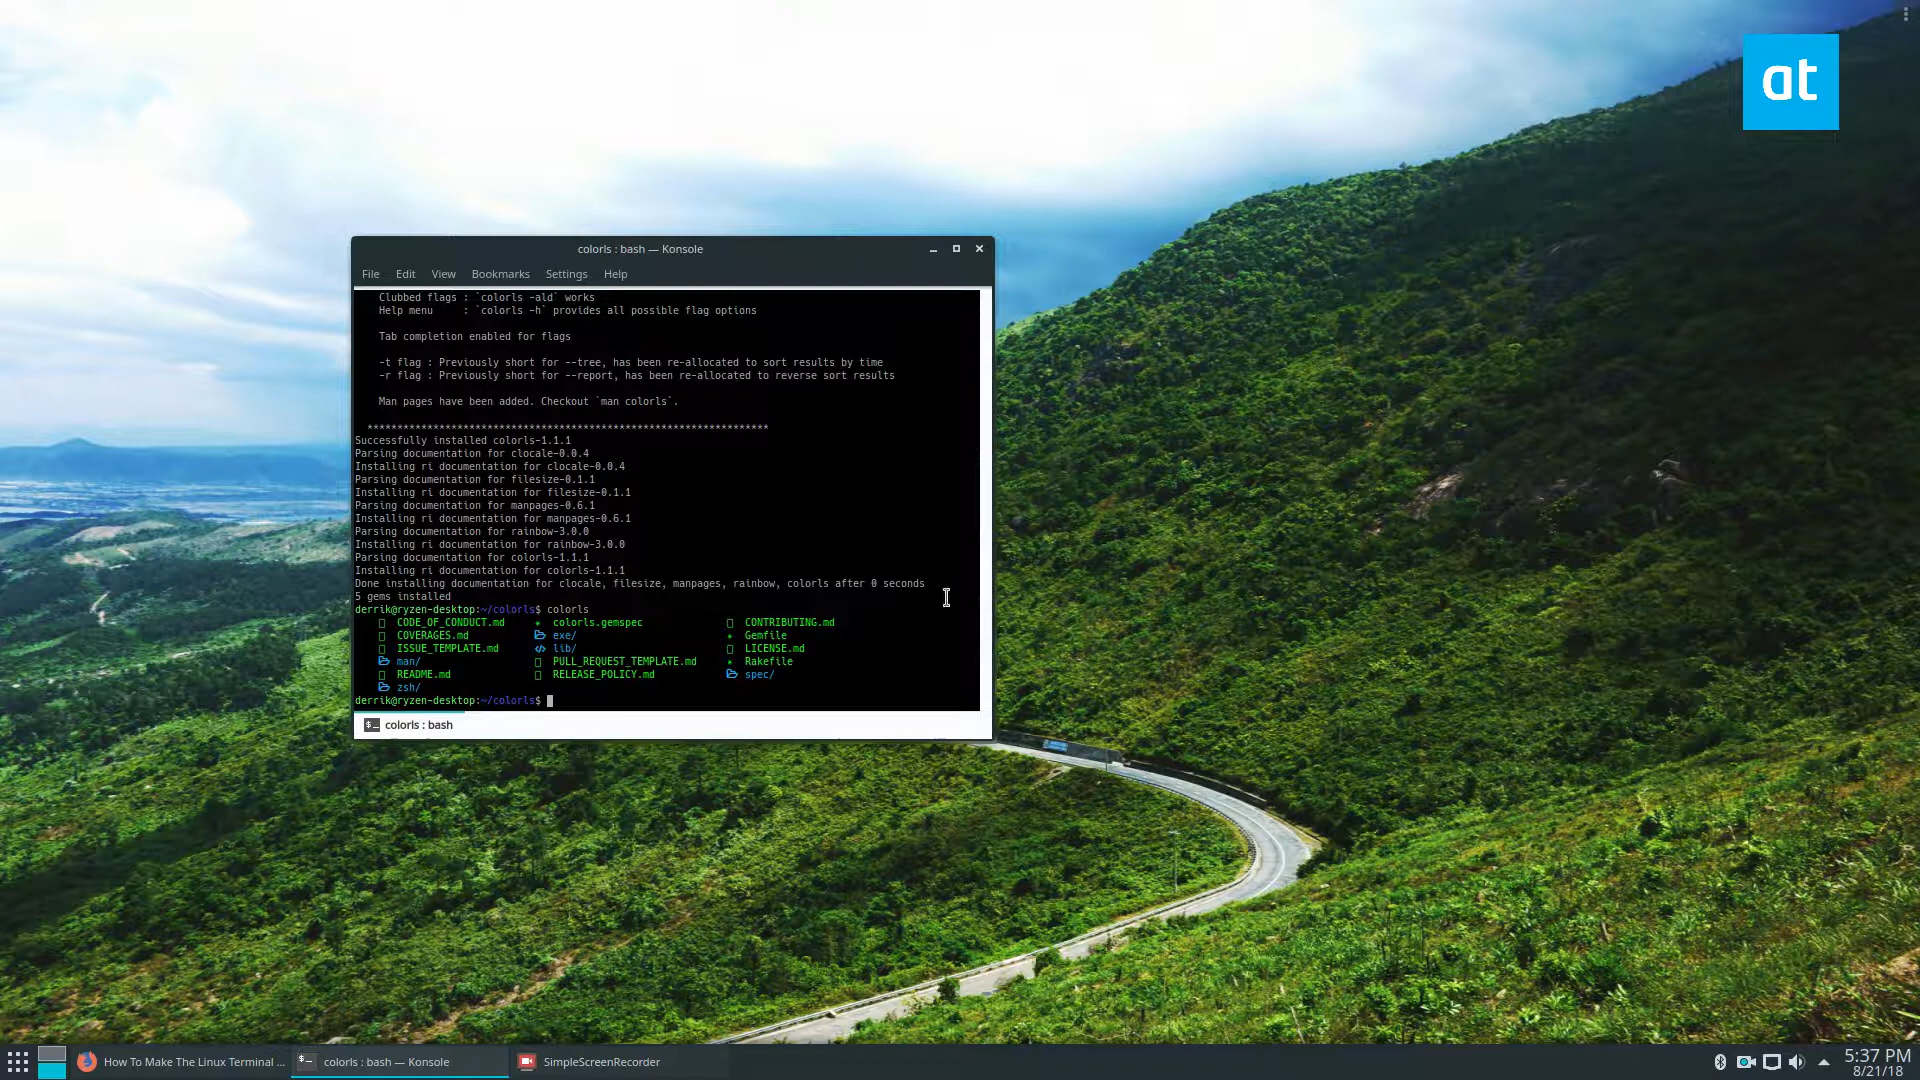 at
colorls : bash — Konsole
File Edit View Bookmarks Settings Help
Clubbed flags : `colorls -ald` works
Help menu : `colorls -h` provides all possible flag options
Tab completion enabled for flags
-t flag : Previously short for --tree, has been re-allocated to sort results by time
-r flag : Previously short for --report, has been re-allocated to reverse sort results
Man pages have been added. Checkout `man colorls`.
*******************************************************************
Successfully installed colorls-1.1.1
Parsing documentation for clocale-0.0.4
Installing ri documentation for clocale-0.0.4
Parsing documentation for filesize-0.1.1
Installing ri documentation for filesize-0.1.1
Parsing documentation for manpages-0.6.1
Installing ri documentation for manpages-0.6.1
Parsing documentation for rainbow-3.0.0
Installing ri documentation for rainbow-3.0.0
Parsing documentation for colorls-1.1.1
Installing ri documentation for colorls-1.1.1
Done installing documentation for clocale, filesize, manpages, rainbow, colorls after 0 seconds
5 gems installed
derrik@ryzen-desktop:~/colorls$ colorls
CODE_OF_CONDUCT.md colorls.gemspec CONTRIBUTING.md
COVERAGES.md exe/ Gemfile
ISSUE_TEMPLATE.md lib/ LICENSE.md
man/ PULL_REQUEST_TEMPLATE.md Rakefile
README.md RELEASE_POLICY.md spec/
zsh/
derrik@ryzen-desktop:~/colorls$
colorls : bash
How To Make The Linux Terminal ...
colorls : bash — Konsole
SimpleScreenRecorder
5:37 PM
8/21/18